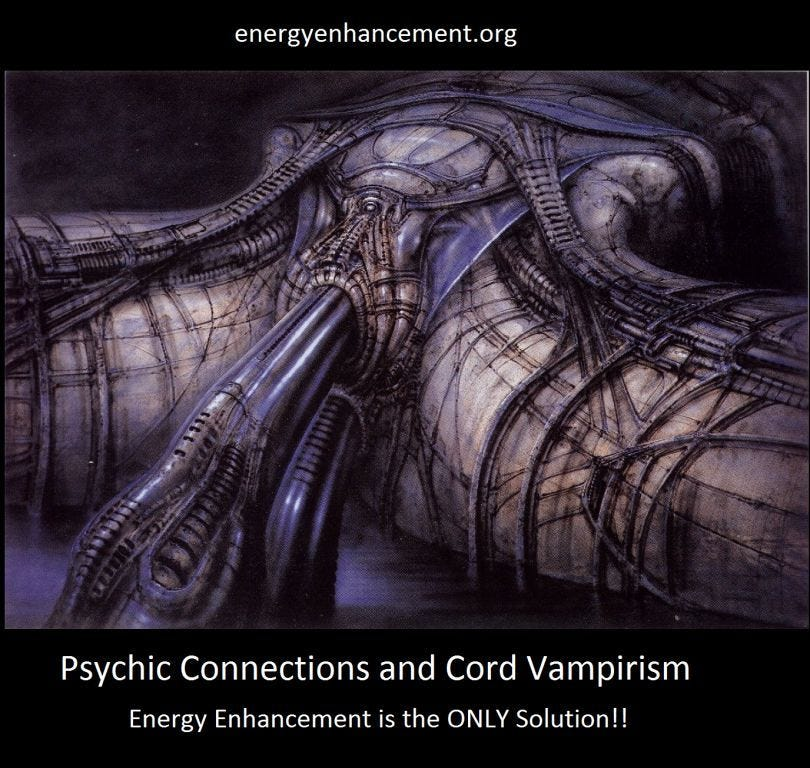 energyenhancement.org
Psychic Connections and Cord Vampirism
Energy Enhancement is the ONLY Solution!!